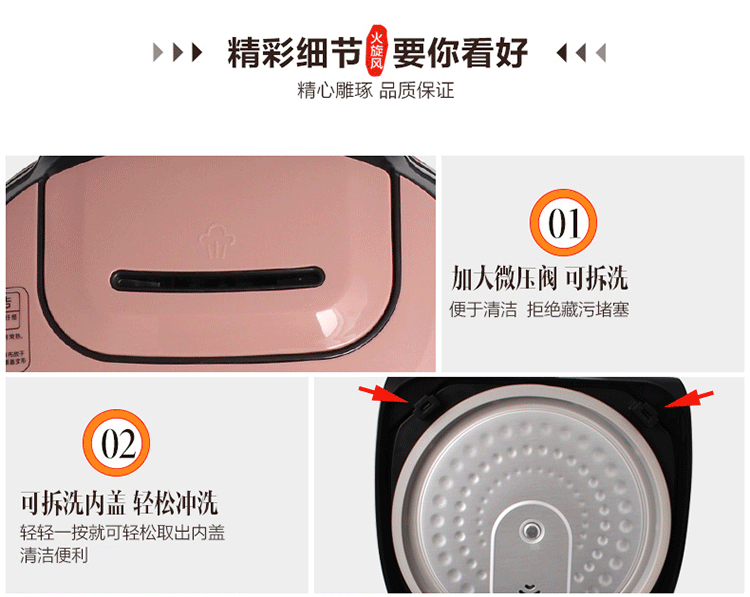 精彩细节 火旋风 要你看好
精心雕琢 品质保证
01
加大微压阀 可拆洗
便于清洁 拒绝藏污堵塞
02
可拆洗内盖 轻松冲洗
轻轻一按就可轻松取出内盖
清洁便利